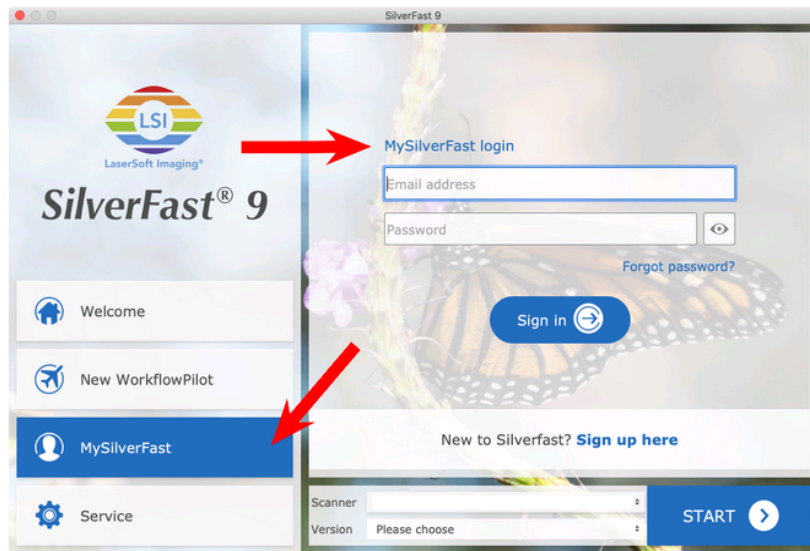 SilverFast 9
LSI
LaserSoft Imaging®
SilverFast® 9
Welcome
New WorkflowPilot
MySilverFast
Service
MySilverFast login
Email address
Password
Forgot password?
Sign in
New to Silverfast? Sign up here
Scanner
Version Please choose
START